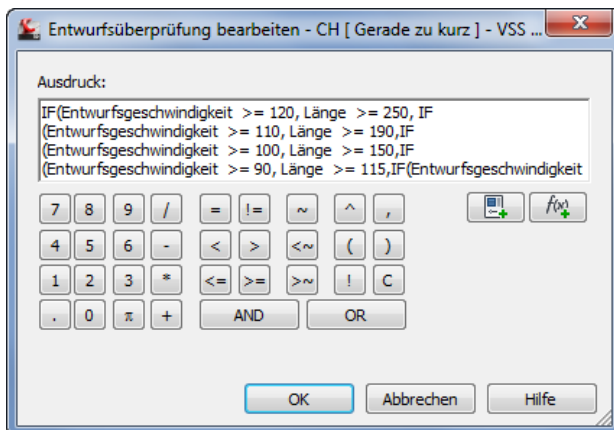 Entwurfsüberprüfung bearbeiten - CH [ Gerade zu kurz ] - VSS ...
Ausdruck:
IF(Entwurfsgeschwindigkeit >= 120, Länge >= 250, IF
(Entwurfsgeschwindigkeit >= 110, Länge >= 190,IF
(Entwurfsgeschwindigkeit >= 100, Länge >= 150,IF
(Entwurfsgeschwindigkeit >= 90, Länge >= 115,IF(Entwurfsgeschwindigkeit
7 8 9 / = != ~ ^ , f(x)
4 5 6 - < > <~ ( )
1 2 3 * <= >= >~ ! C
. 0 π + AND OR
OK Abbrechen Hilfe